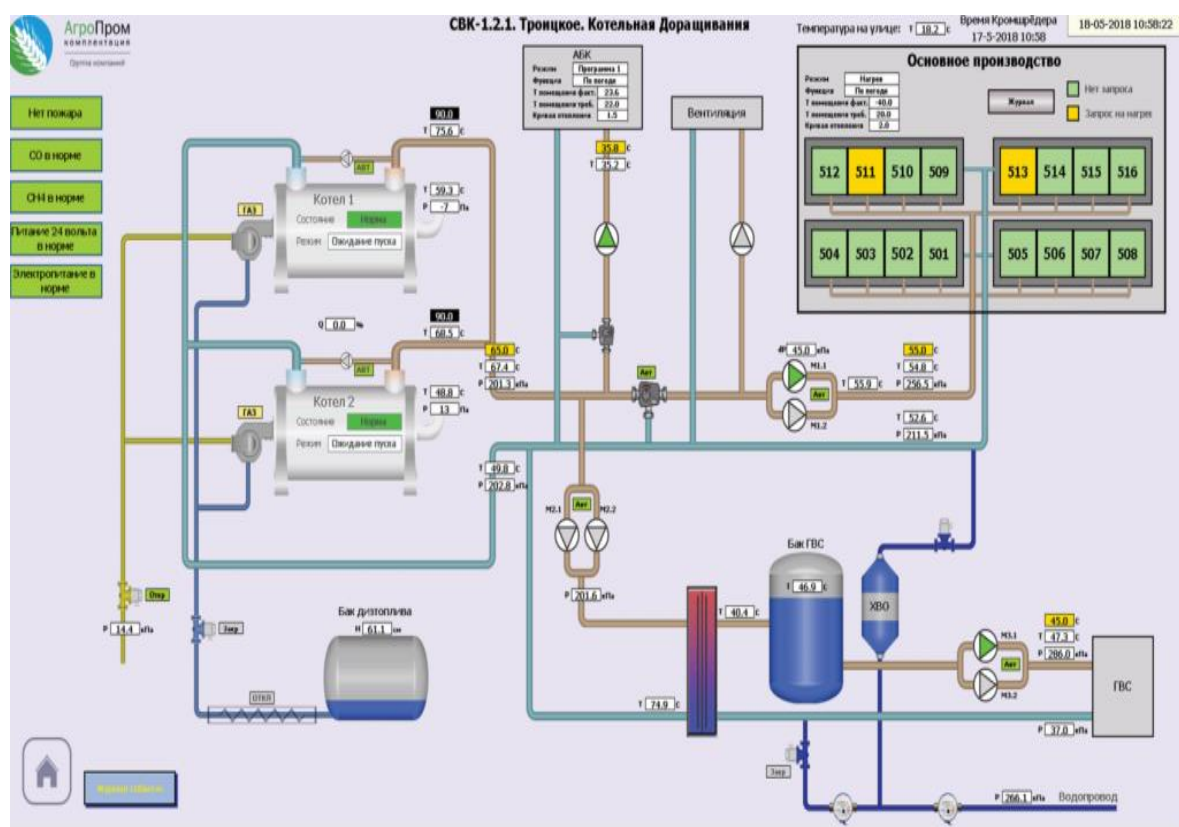 АгроПром
комплектация
Группа компаний
СВК-1.2.1. Троицкое. Котельная Доращивания
Температура на улице: T 18.2 C
Время Кромшрёдера
17-5-2018 10:58
18-05-2018 10:58:22
Нет пожара
CO в норме
CH4 в норме
Питание 24 вольта
в норме
Электропитание в
норме
АБК
Режим Программа 1
Функция По погоде
Т помещения факт. 23.6
Т помещения треб. 22.0
Кривая отопления 1.5
Вентиляция
Основное производство
Режим Нагрев
Функция По погоде
Т помещения факт. -40.0
Т помещения треб. 20.0
Кривая отопления 2.0
Журнал
Нет запроса
Запрос на нагрев
512 511 510 509
513 514 515 516
504 503 502 501
505 506 507 508
90.0
T 75.6 C
АВТ
Котел 1
Состояние Норма
Режим Ожидание пуска
ГАЗ
T 59.3 C
P -7 Па
35.8 C
T 35.2 C
Q 0.0 %
90.0
T 68.5 C
АВТ
Котел 2
Состояние Норма
Режим Ожидание пуска
ГАЗ
T 48.8 C
P 13 Па
65.0 C
T 67.4 C
P 201.3 кПа
Авт
dP 45.0 кПа
M1.1
Авт
M1.2
T 55.9 C
55.0 C
T 54.8 C
P 256.5 кПа
T 52.6 C
P 211.5 кПа
T 49.8 C
P 202.8 кПа
M2.1
Авт
M2.2
P 201.6 кПа
Откр
P 14.4 кПа
Закр
Бак дизтоплива
H 61.1 см
ОТКЛ
T 40.4 C
T 74.9 C
Бак ГВС
T 46.9 C
ХВО
M3.1
Авт
M3.2
45.0 C
T 47.3 C
P 286.0 кПа
ГВС
P 37.0 кПа
Закр
P 266.1 кПа
Водопровод